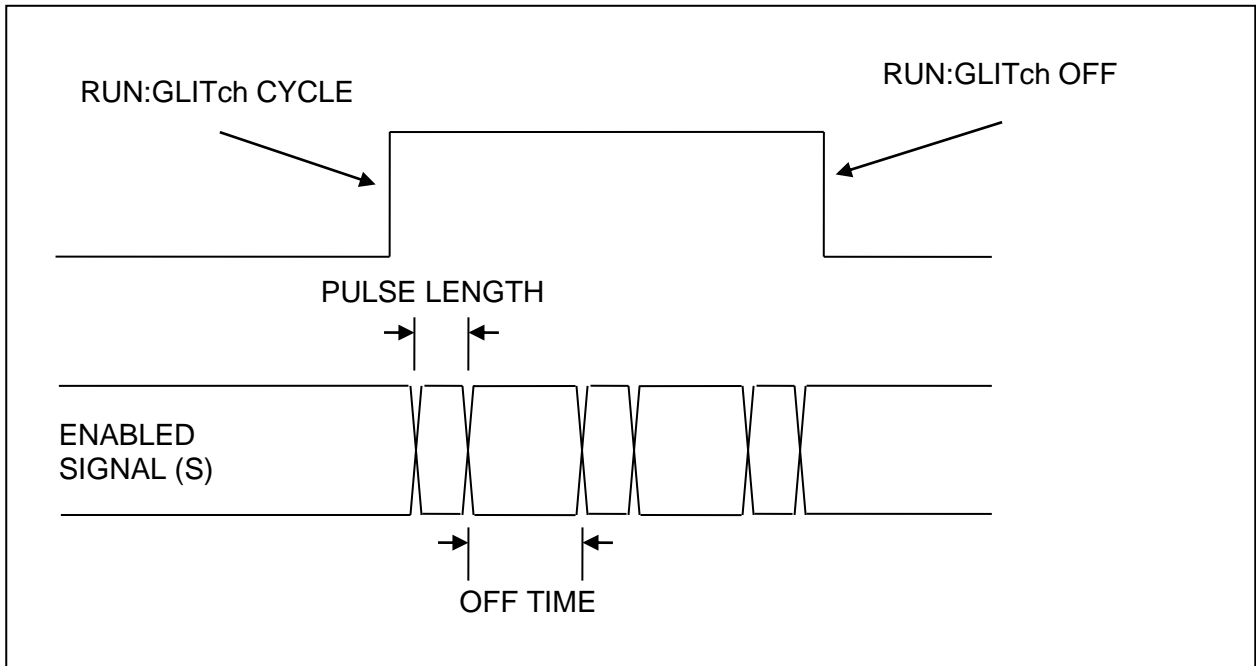 RUN:GLITch CYCLE
RUN:GLITch OFF
PULSE LENGTH
ENABLED
SIGNAL (S)
OFF TIME